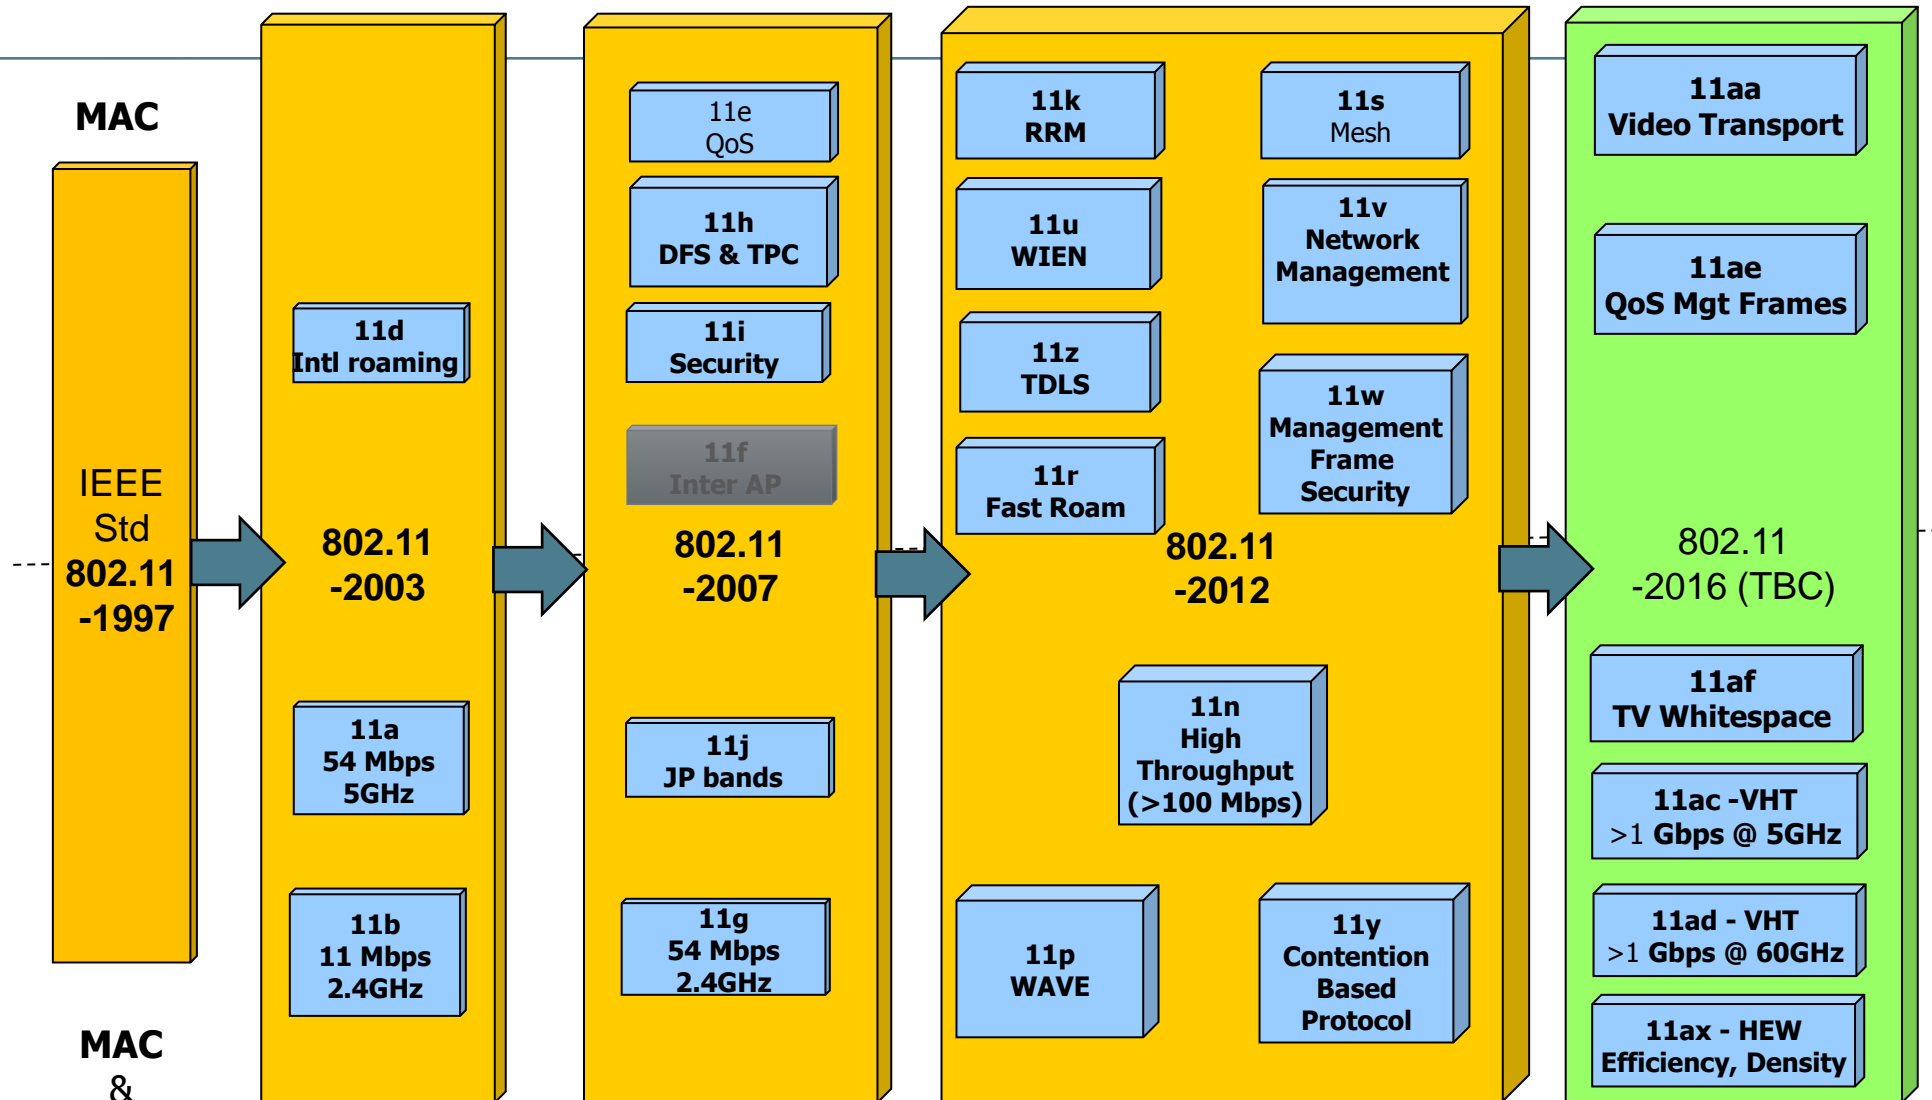 MAC
IEEE
Std
802.11
-1997
MAC
&
11d
Intl roaming
802.11
-2003
11a
54 Mbps
5GHz
11b
11 Mbps
2.4GHz
11e
QoS
11h
DFS & TPC
11i
Security
11f
Inter AP
802.11
-2007
11j
JP bands
11g
54 Mbps
2.4GHz
11k
RRM
11s
Mesh
11u
WIEN
11v
Network
Management
11z
TDLS
11w
Management
Frame
Security
11r
Fast Roam
802.11
-2012
11n
High
Throughput
(>100 Mbps)
11p
WAVE
11y
Contention
Based
Protocol
11aa
Video Transport
11ae
QoS Mgt Frames
802.11
-2016 (TBC)
11af
TV Whitespace
11ac -VHT
>1 Gbps @ 5GHz
11ad - VHT
>1 Gbps @ 60GHz
11ax - HEW
Efficiency, Density